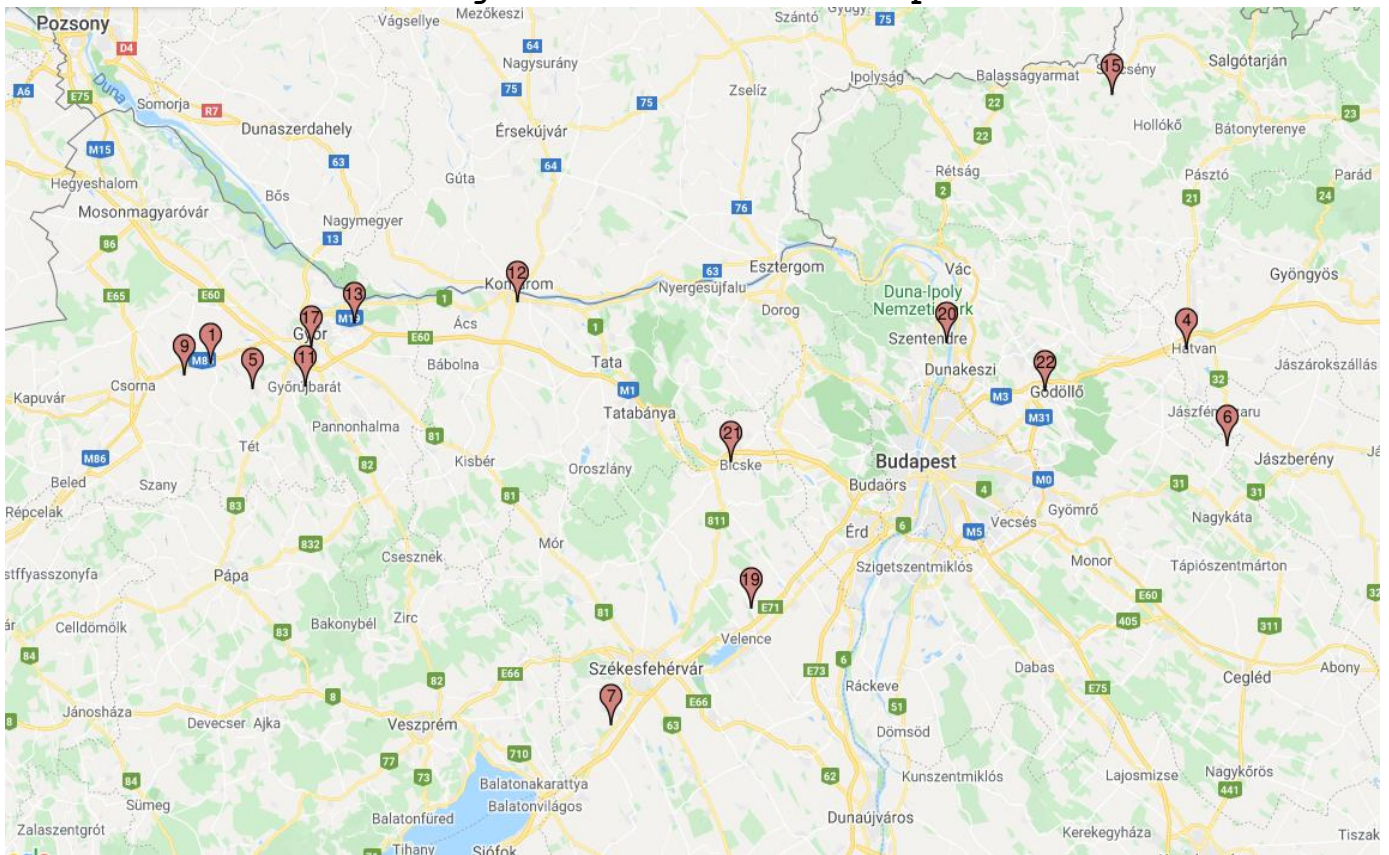 Pozsony
Vágsellye
Mezőkeszi
Szántó
75
D4
64
Nagysurány
Ipolyság
Balassagyarmat
15
Salgótarján
A6
E75
Duna
Somorja
R7
75
75
Zselíz
22
23
Dunaszerdahely
Érsekújvár
22
Hollókő
Bátonyterenye
M15
63
64
Rétság
Pásztó
Parád
Hegyeshalom
Bős
Gúta
2
21
24
Mosonmagyaróvár
Nagymegyer
76
86
13
63
Esztergom
Vác
Gyöngyös
E65
E60
13
1
12
Nyergesújfalu
Duna-Ipoly
Nemzeti
Dorog
17
M19
Ács
1
20
4
Szentendre
Hatvan
9
1
5
11
E60
Győrújbarát
Bábolna
Tata
22
Dunakeszi
Gödöllő
32
Jászárokszállás
Kapuvár
Csorna
M1
M3
M31
Pannonhalma
Tatabánya
6
Tét
81
21
Bicske
Budapest
Jászberény
M86
82
Kisbér
Oroszlány
Budaörs
4
M0
31
31
Beled
Szany
83
81
811
6
Gyömrő
Nagykáta
Répcelak
Vecsés
M5
832
Csesznek
Mór
Érd
Monor
Szigetszentmiklós
Tápiószentmárton
stffyasszonyfa
Pápa
19
E60
32
Zirc
81
E71
405
311
Celldömölk
Bakonybél
83
Velence
84
E66
Székesfehérvár
E73
6
Dabas
Cegléd
Abony
82
7
E66
Ráckeve
E75
8
Jánosháza
Devecser
Ajka
Veszprém
63
51
Dömsöd
77
710
62
84
73
Balatonakarattya
Kunszentmiklós
Lajosmizse
Nagykőrös
441
Sümeg
Balatonfüred
Balatonvilágos
Dunaújváros
Zalaszentgrót
Kerekegyháza
Tiszak
Tihany
Siófok